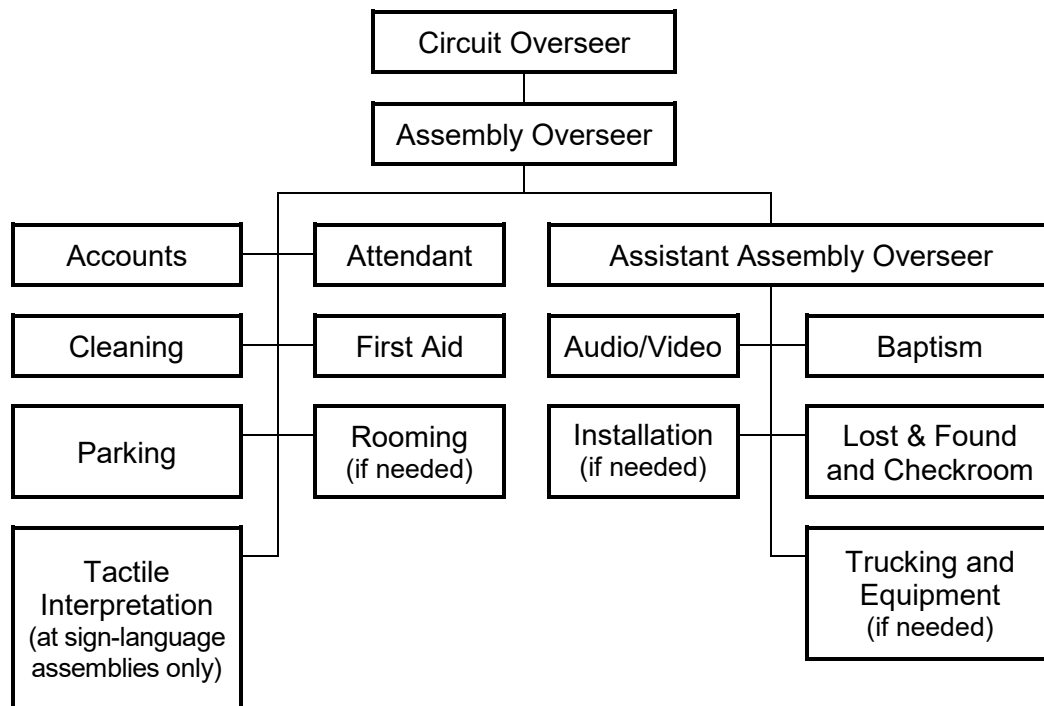 Circuit Overseer
Assembly Overseer
Accounts
Attendant
Assistant Assembly Overseer
Cleaning
First Aid
Audio/Video
Baptism
Parking
Rooming
(if needed)
Installation
(if needed)
Lost & Found
and Checkroom
Tactile
Interpretation
(at sign-language
assemblies only)
Trucking and
Equipment
(if needed)